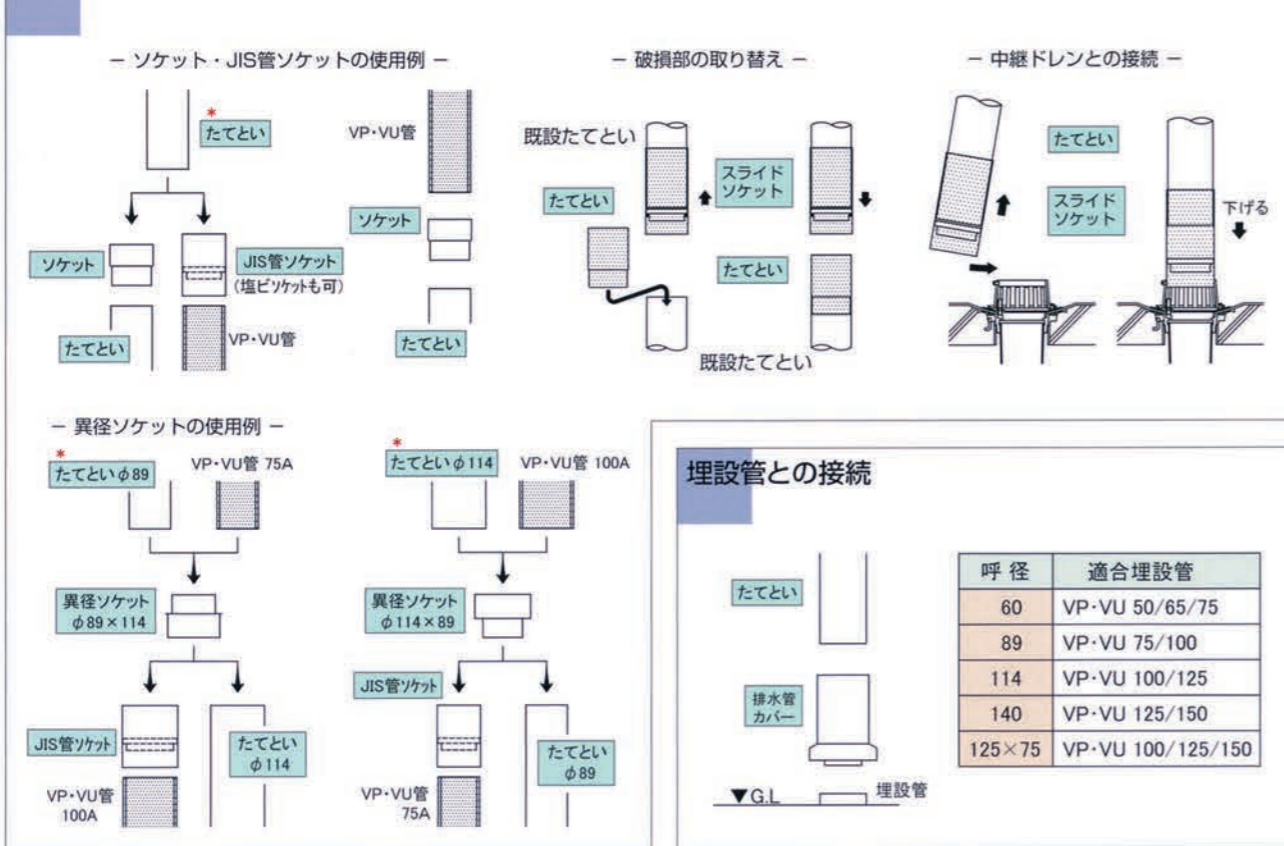 − ソケット・JIS管ソケットの使用例 −
*
たてとい
VP・VU管
ソケット
ソケット
JIS管ソケット
(塩ビソケットも可)
たてとい
VP・VU管
たてとい
− 破損部の取り替え −
既設たてとい
たてとい
スライド
ソケット
たてとい
既設たてとい
− 中継ドレンとの接続 −
たてとい
スライド
ソケット
下げる
− 異径ソケットの使用例 −
*
たてといφ89
VP・VU管 75A
異径ソケット
φ89×114
JIS管ソケット
たてとい
φ114
VP・VU管
100A
*
たてといφ114
VP・VU管 100A
異径ソケット
φ114×89
JIS管ソケット
たてとい
φ89
VP・VU管
75A
埋設管との接続
たてとい
排水管
カバー
▼G.L
埋設管
呼 径 適合埋設管
60 VP・VU 50/65/75
89 VP・VU 75/100
114 VP・VU 100/125
140 VP・VU 125/150
125×75 VP・VU 100/125/150